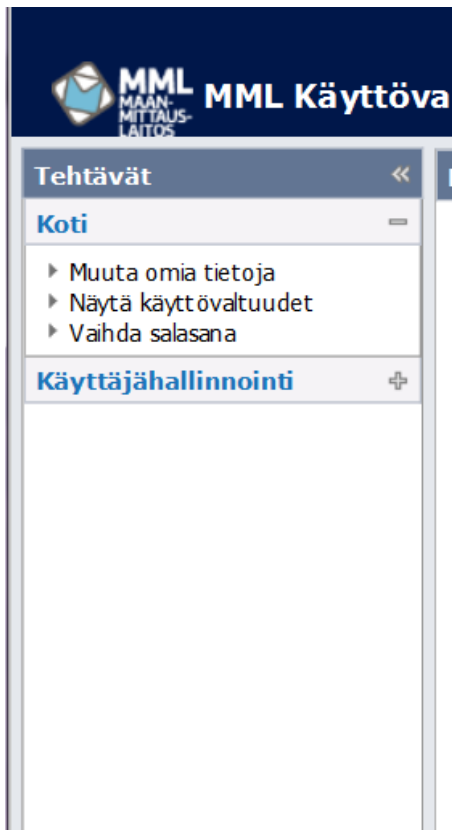 MML
MAAN-
MITTAUS-
LAITOS
MML Käyttöva
Tehtävät
Koti
Muuta omia tietoja
Näytä käyttövaltuudet
Vaihda salasana
Käyttäjähallinnointi